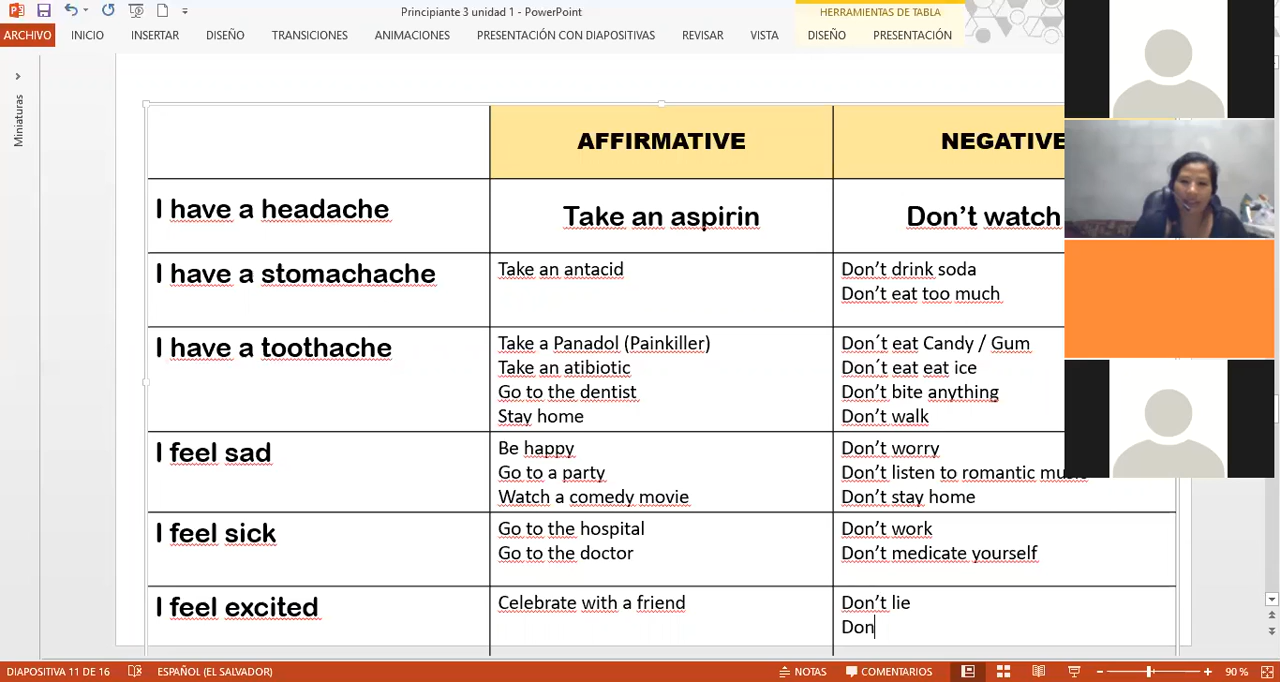 Principiante 3 unidad 1 - PowerPoint
HERRAMIENTAS DE TABLA
ARCHIVO INICIO INSERTAR DISEÑO TRANSICIONES ANIMACIONES PRESENTACIÓN CON DIAPOSITIVAS REVISAR VISTA DISEÑO PRESENTACIÓN
Miniaturas
AFFIRMATIVE NEGATIVE
I have a headache Take an aspirin Don't watch
I have a stomachache Take an antacid Don't drink soda
Don't eat too much
I have a toothache Take a Panadol (Painkiller) Don´t eat Candy / Gum
Take an atibiotic Don´t eat eat ice
Go to the dentist Don't bite anything
Stay home Don't walk
I feel sad Be happy Don't worry
Go to a party Don't listen to romantic music
Watch a comedy movie Don't stay home
I feel sick Go to the hospital Don't work
Go to the doctor Don't medicate yourself
I feel excited Celebrate with a friend Don't lie
Don
DIAPOSITIVA 11 DE 16 ESPAÑOL (EL SALVADOR) NOTAS COMENTARIOS 90 %